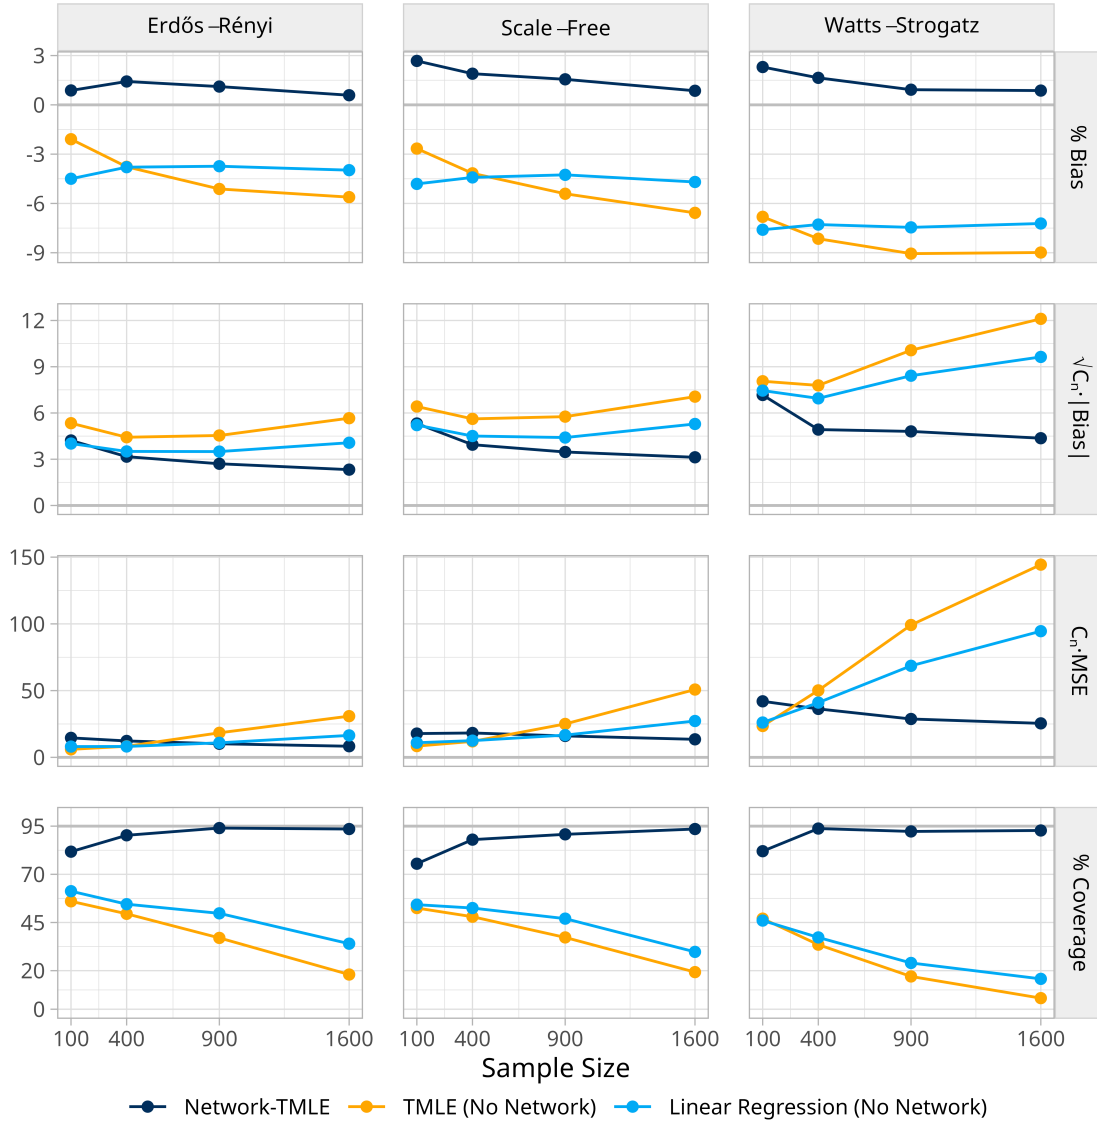 Erdős–Rényi
Scale–Free
Watts–Strogatz
3
0
-3
-6
-9
% Bias
12
9
6
3
0
√Cₙ·|Bias|
150
100
50
0
Cₙ·MSE
95
70
45
20
0
% Coverage
100 400 900 1600 100 400 900 1600 100 400 900 1600
Sample Size
Network-TMLE TMLE (No Network) Linear Regression (No Network)